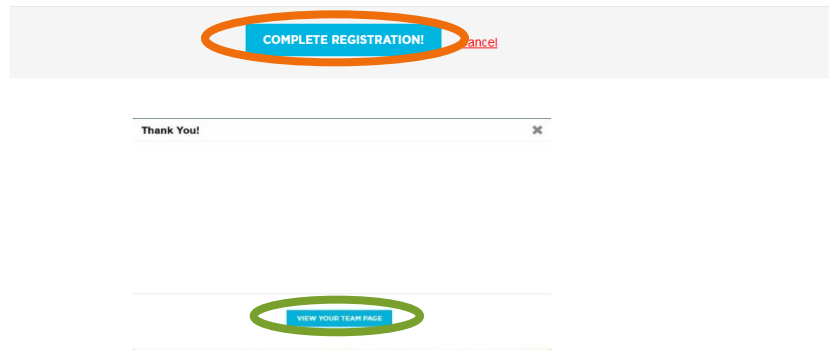 COMPLETE REGISTRATION! Cancel
Thank You!
VIEW YOUR TEAM PAGE